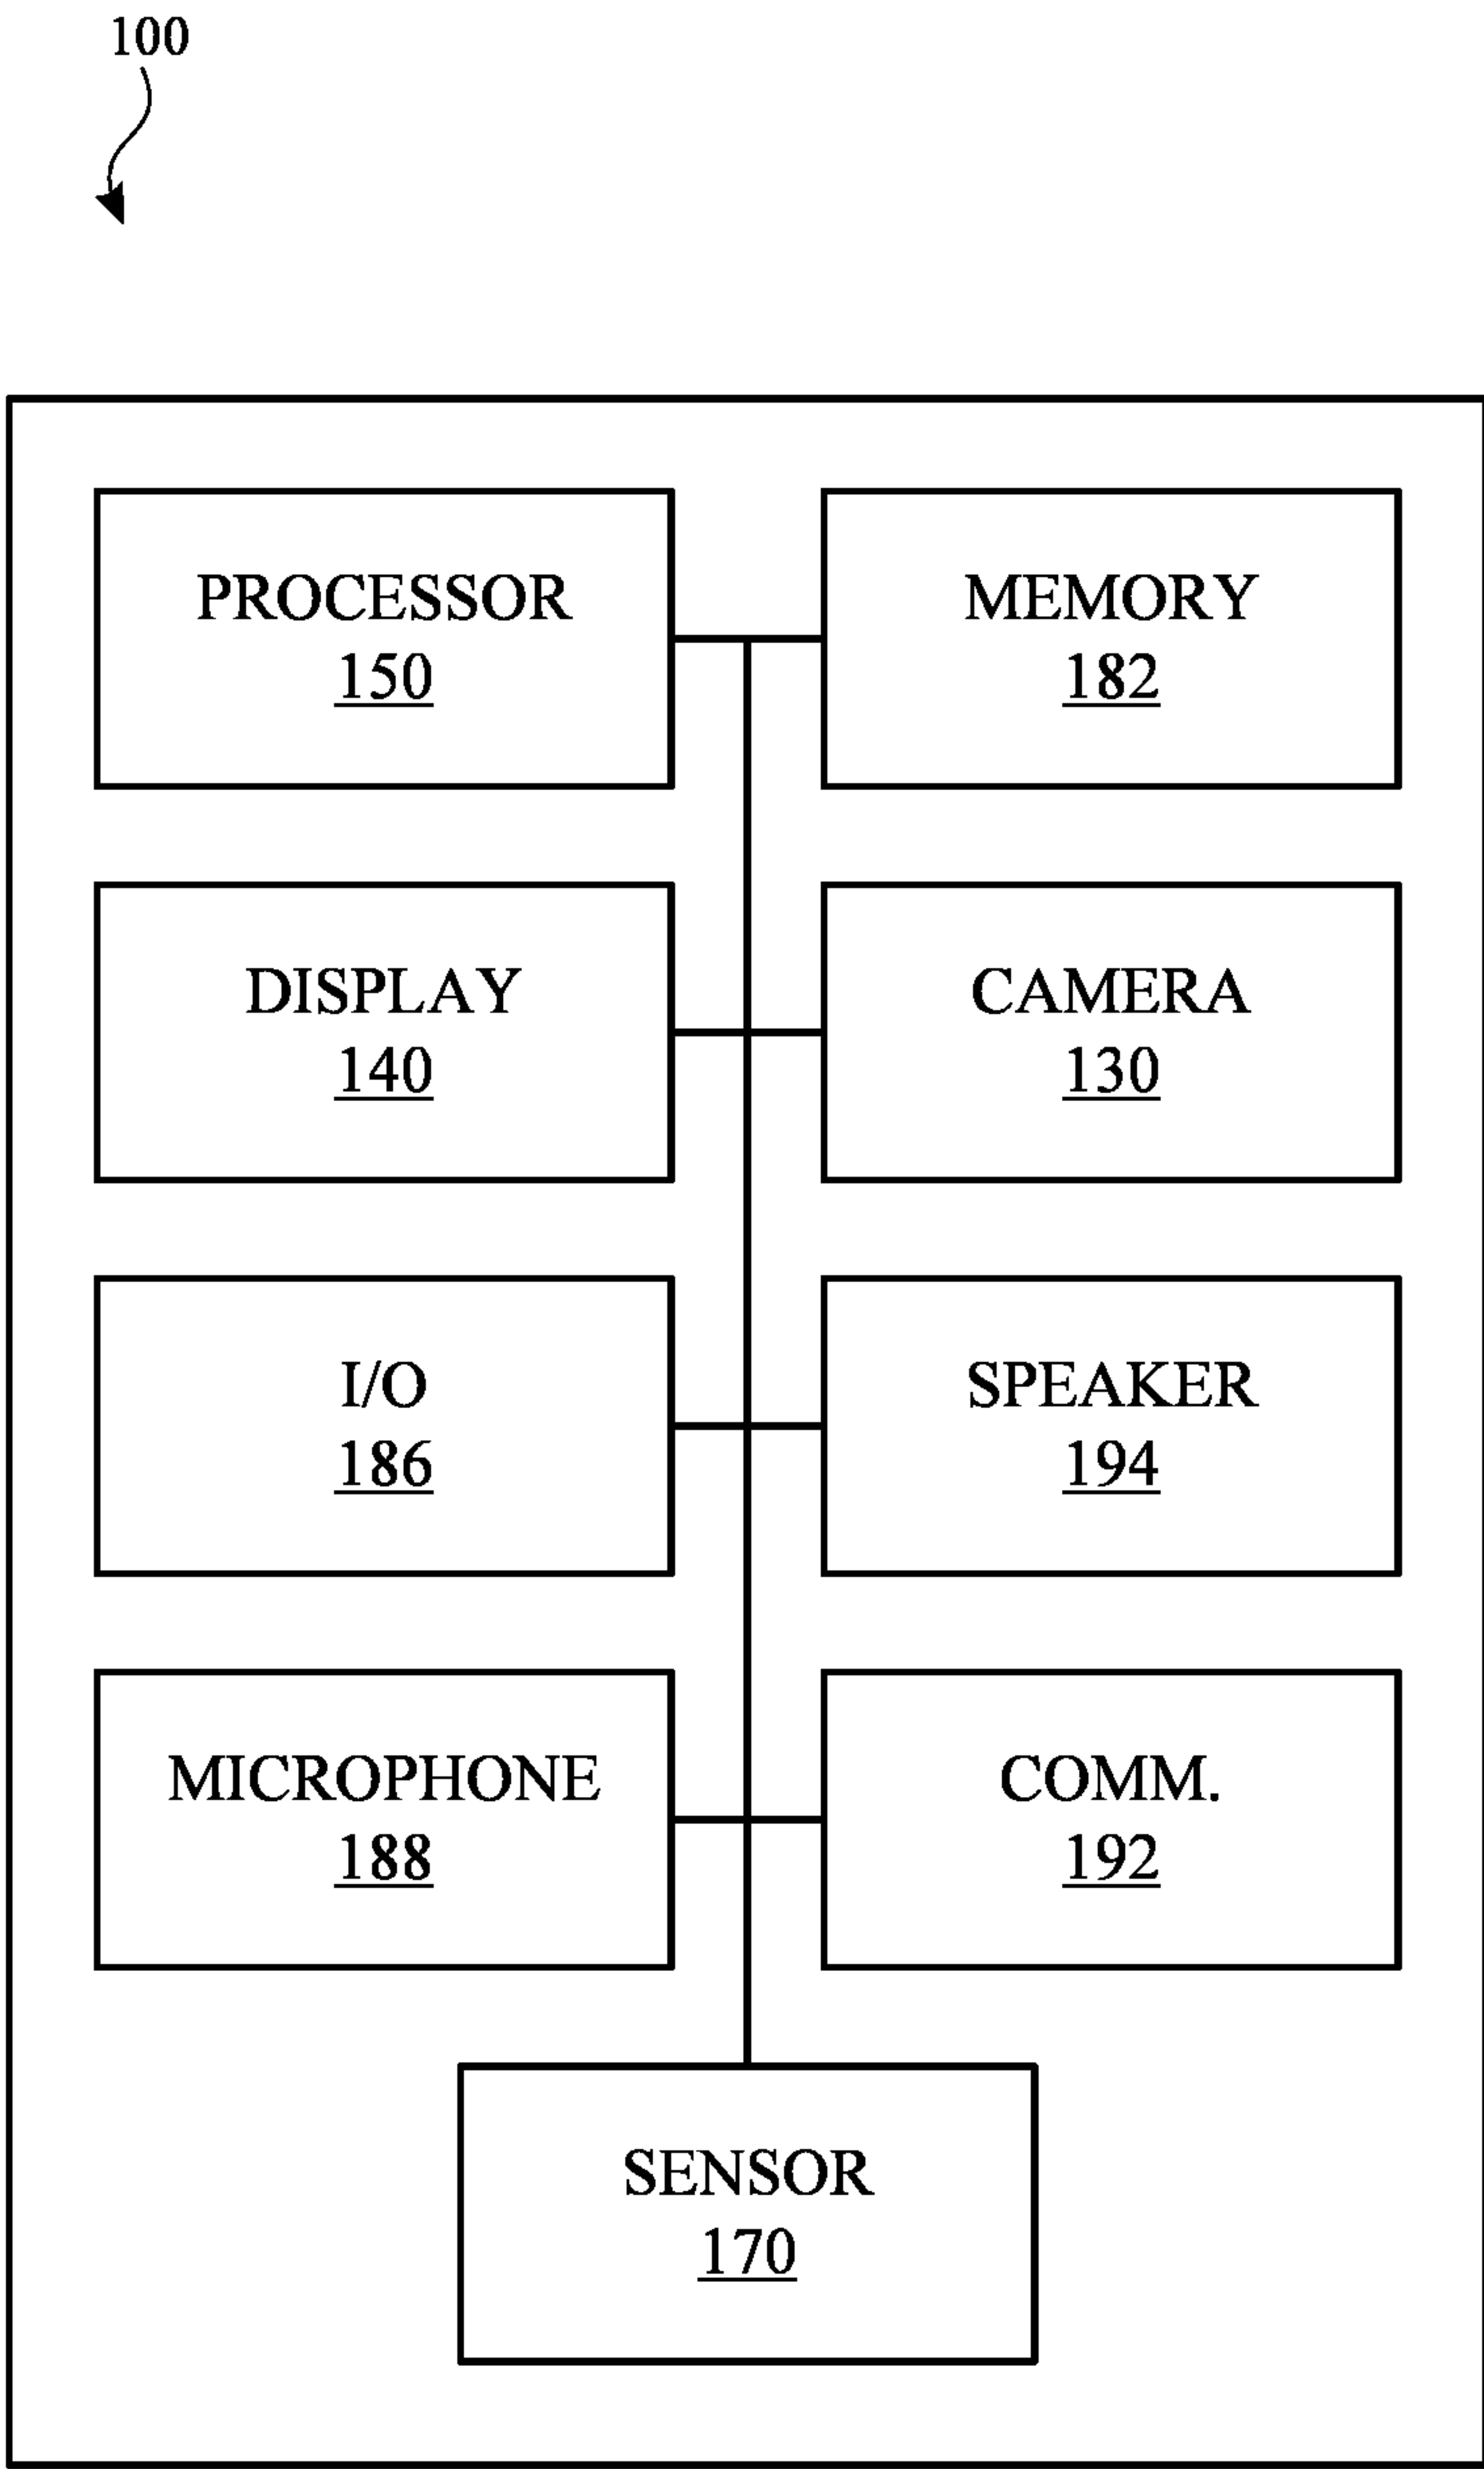 100
PROCESSOR
150
MEMORY
182
DISPLAY
140
CAMERA
130
I/O
186
SPEAKER
194
MICROPHONE
188
COMM.
192
SENSOR
170